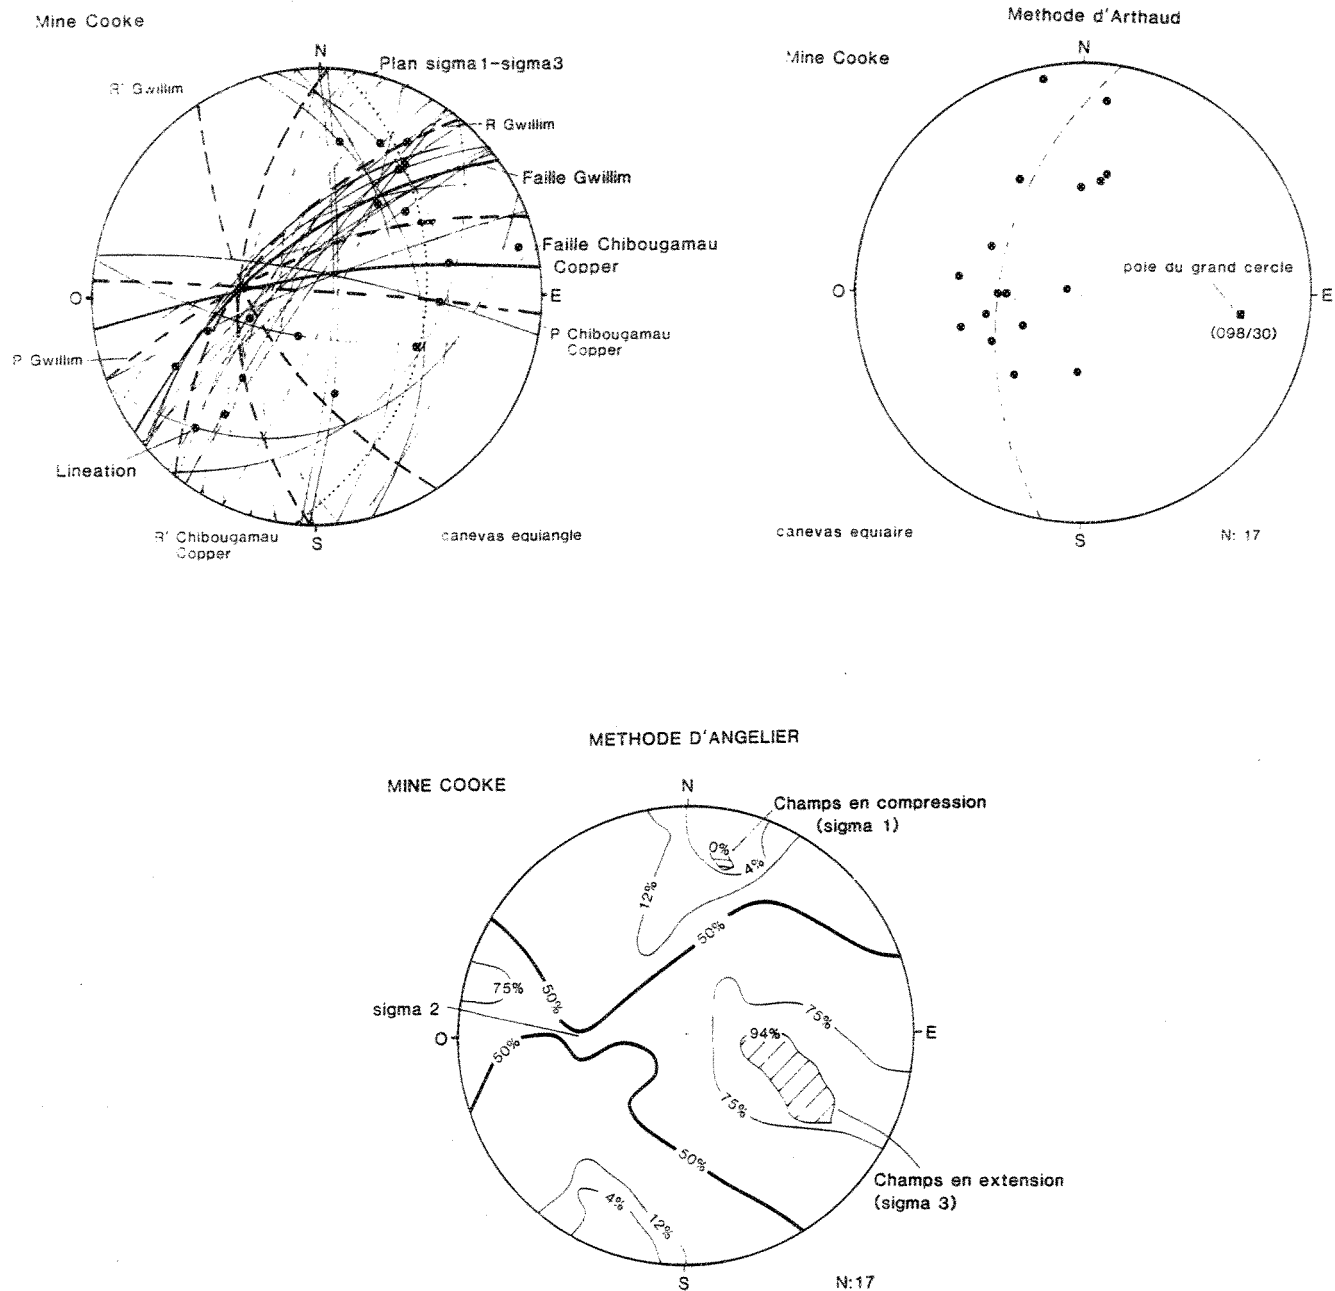 Mine Cooke
N
Plan sigma1-sigma3
R' Gwillim
R Gwillim
Faille Gwillim
Faille Chibougamau
Copper
O
E
P Chibougamau
Copper
P Gwillim
Lineation
R' Chibougamau
Copper
S
canevas equiangle
Methode d'Arthaud
Mine Cooke
N
pole du grand cercle
O
E
(098/30)
canevas equiaire
S
N: 17
METHODE D'ANGELIER
MINE COOKE
N
Champs en compression
(sigma 1)
0%
4%
12%
50%
75%
50%
75%
sigma 2
94%
O
E
50%
75%
50%
Champs en extension
(sigma 3)
4%
12%
S
N:17